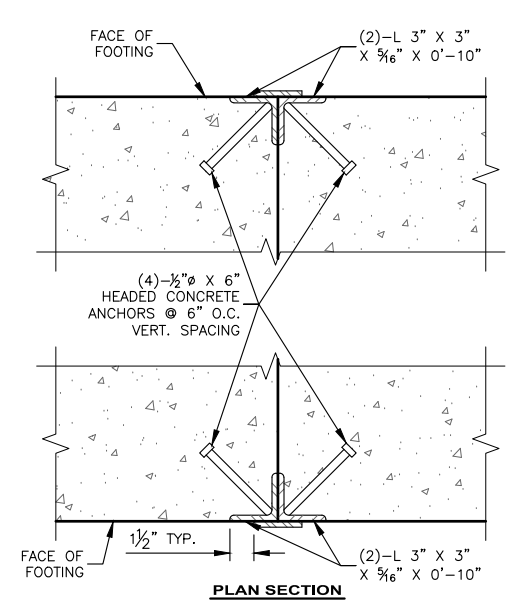 FACE OF
FOOTING
(2)-L 3" X 3"
X 5/16" X 0'-10"
(4)-1/2"ø X 6"
HEADED CONCRETE
ANCHORS @ 6" O.C.
VERT. SPACING
1 1/2" TYP.
FACE OF
FOOTING
(2)-L 3" X 3"
X 5/16" X 0'-10"
PLAN SECTION